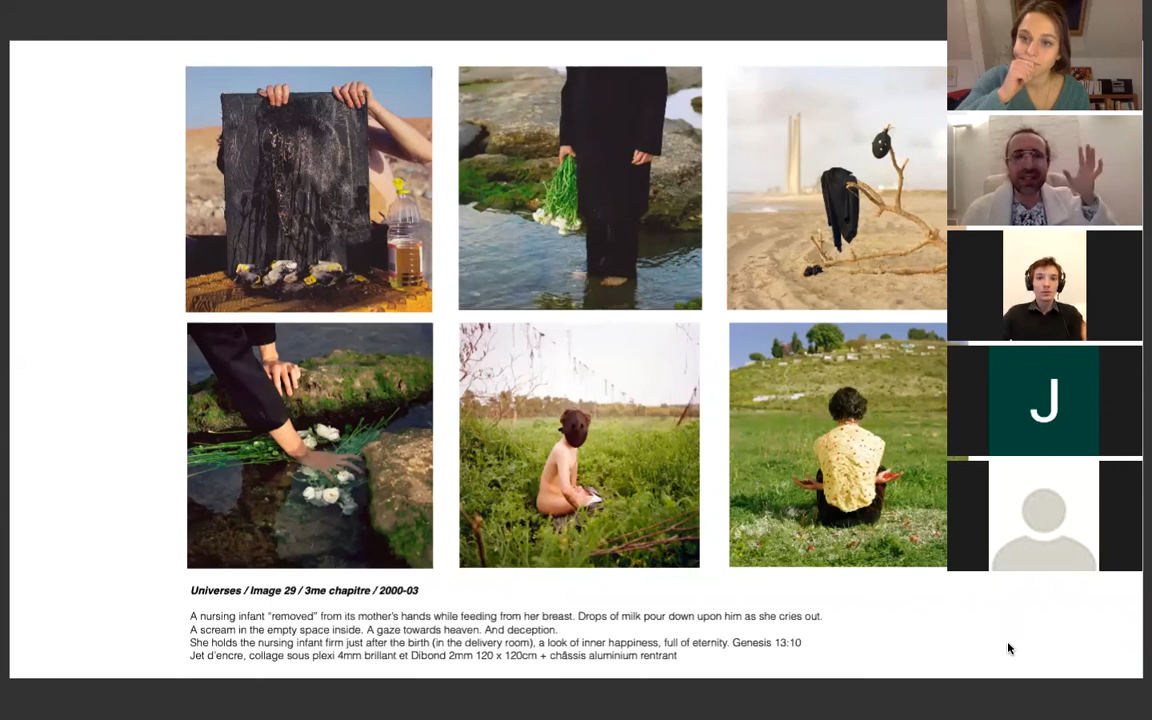 J
Universes / Image 29 / 3me chapitre / 2000-03
A nursing infant “removed” from its mother’s hands while feeding from her breast. Drops of milk pour down upon him as she cries out.
A scream in the empty space inside. A gaze towards heaven. And deception.
She holds the nursing infant firm just after the birth (in the delivery room), a look of inner happiness, full of eternity. Genesis 13:10
Jet d’encre, collage sous plexi 4mm brillant et Dibond 2mm 120 x 120cm + châssis aluminium rentrant